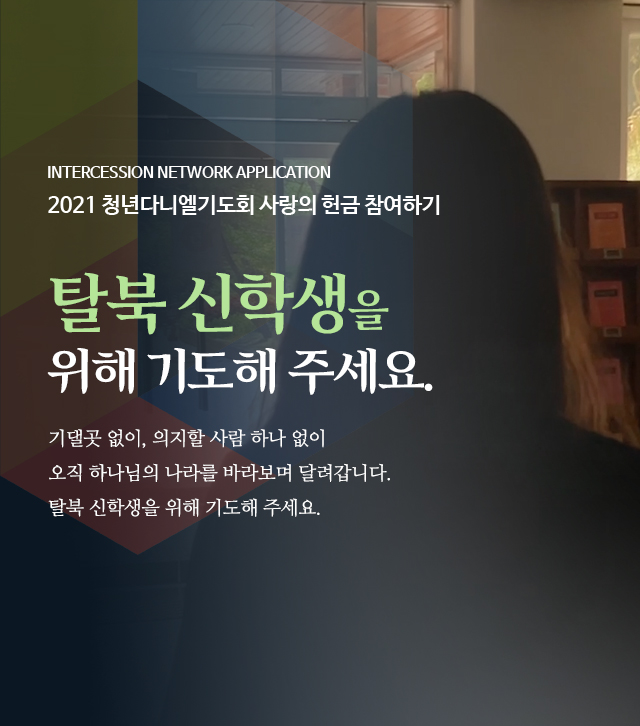 INTERCESSION NETWORK APPLICATION
2021 청년다니엘기도회 사랑의 헌금 참여하기
탈북 신학생을
위해 기도해 주세요.
기댈곳 없이, 의지할 사람 하나 없이
오직 하나님의 나라를 바라보며 달려갑니다.
탈북 신학생을 위해 기도해 주세요.